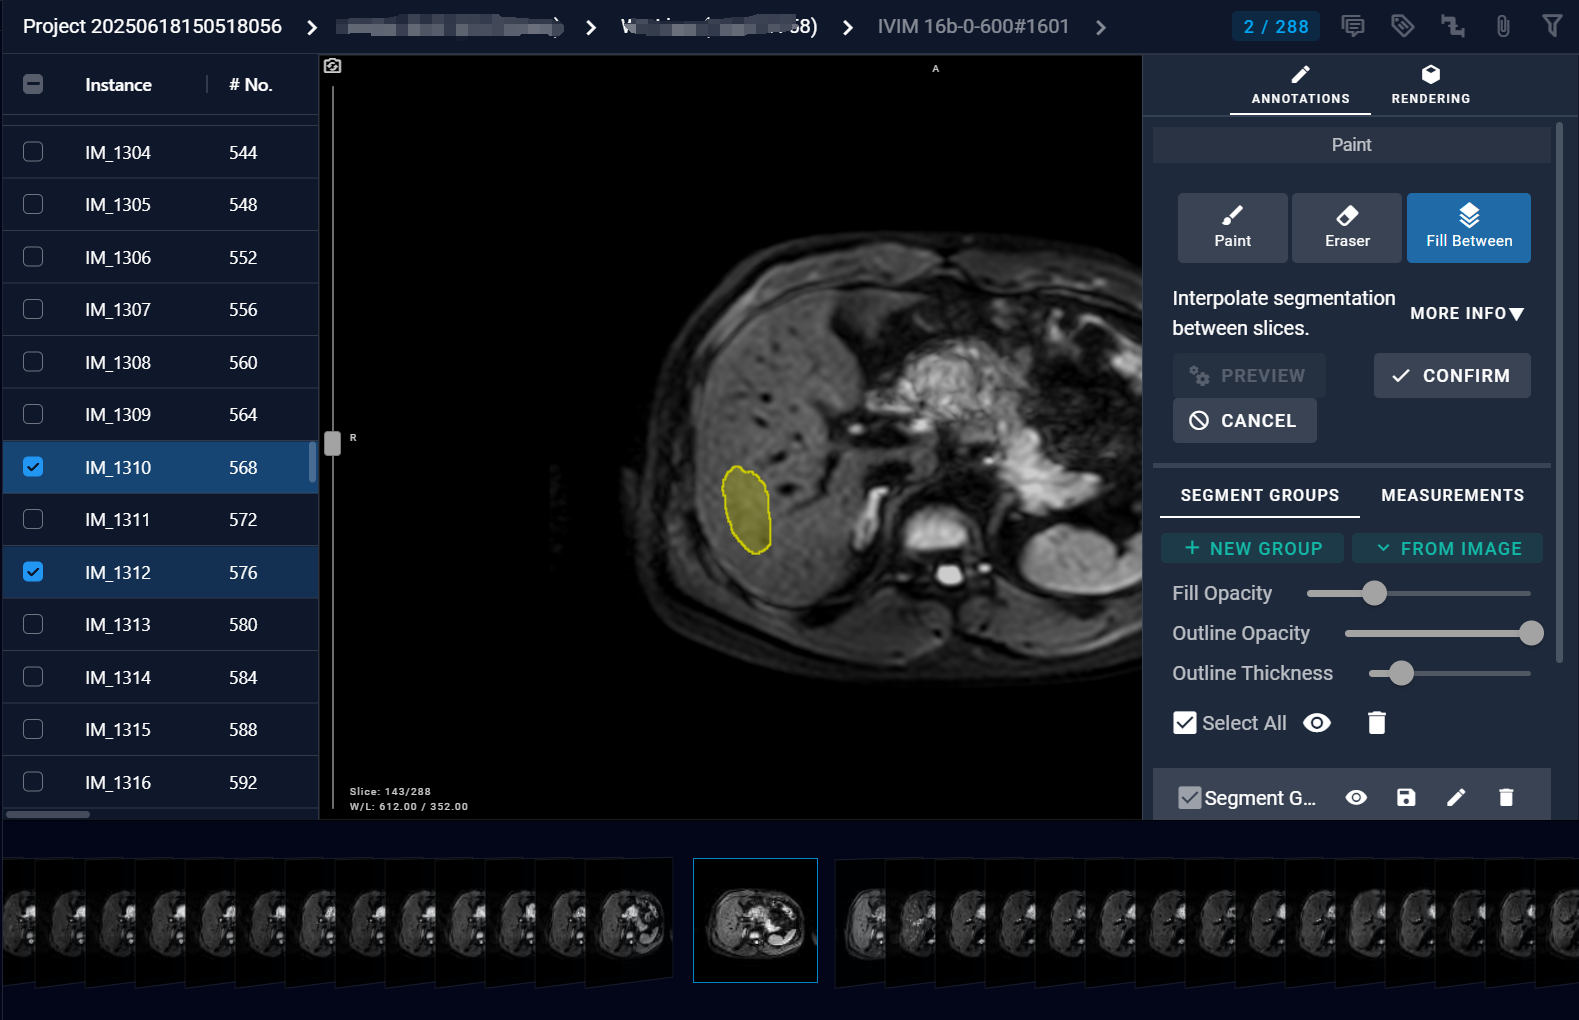 Project 20250618150518056
58)
IVIM 16b-0-600#1601
2 / 288
Instance
# No.
IM_1304 544
IM_1305 548
IM_1306 552
IM_1307 556
IM_1308 560
IM_1309 564
IM_1310 568
IM_1311 572
IM_1312 576
IM_1313 580
IM_1314 584
IM_1315 588
IM_1316 592
A
R
Slice: 143/288
W/L: 612.00 / 352.00
ANNOTATIONS
RENDERING
Paint
Paint
Eraser
Fill Between
Interpolate segmentation
between slices.
MORE INFO
PREVIEW
CONFIRM
CANCEL
SEGMENT GROUPS
MEASUREMENTS
+ NEW GROUP
FROM IMAGE
Fill Opacity
Outline Opacity
Outline Thickness
Select All
Segment G...